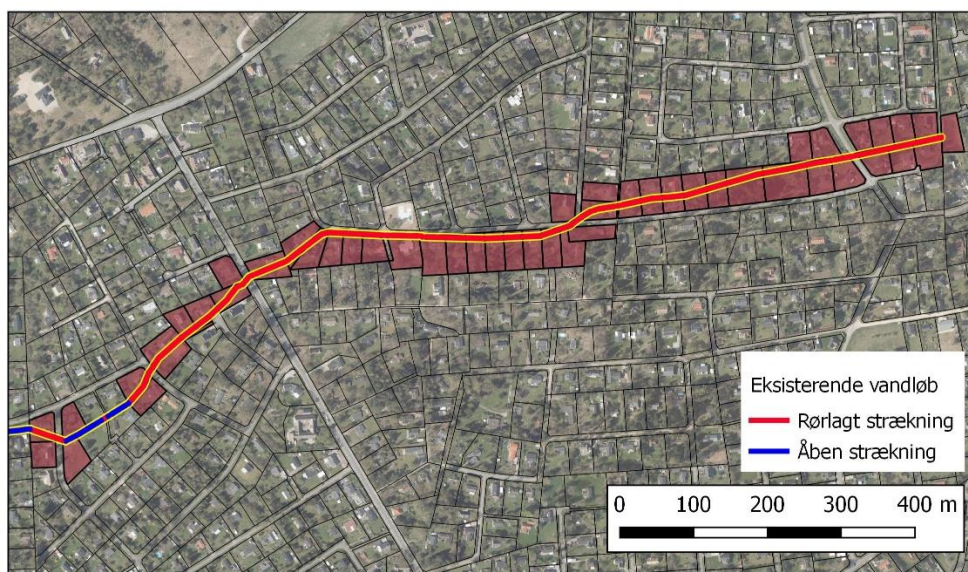 Eksisterende vandløb
Rørlagt strækning
Åben strækning
0 100 200 300 400 m